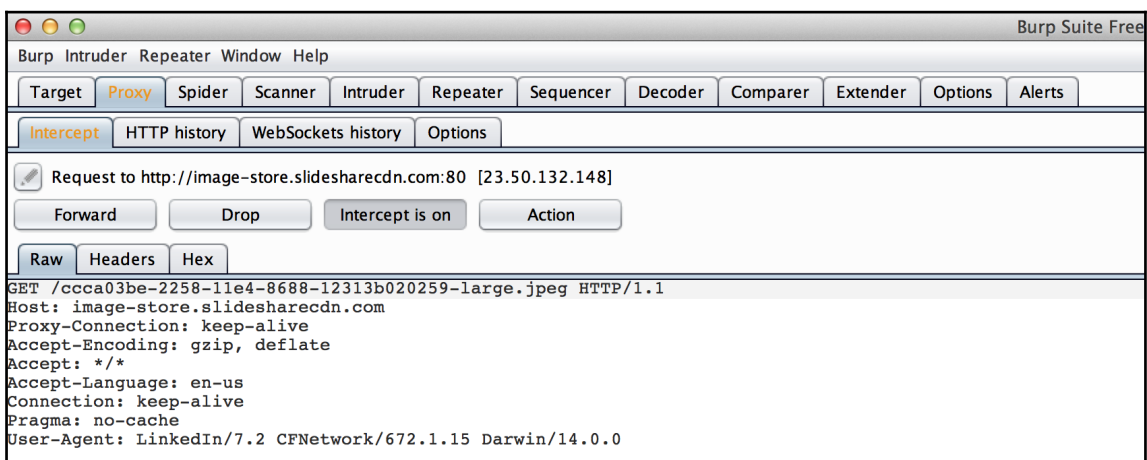 Burp Suite Free
Burp Intruder Repeater Window Help
Target Proxy Spider Scanner Intruder Repeater Sequencer Decoder Comparer Extender Options Alerts
Intercept HTTP history WebSockets history Options
Request to http://image-store.slidesharecdn.com:80 [23.50.132.148]
Forward Drop Intercept is on Action
Raw Headers Hex
GET /ccca03be-2258-11e4-8688-12313b020259-large.jpeg HTTP/1.1
Host: image-store.slidesharecdn.com
Proxy-Connection: keep-alive
Accept-Encoding: gzip, deflate
Accept: */*
Accept-Language: en-us
Connection: keep-alive
Pragma: no-cache
User-Agent: LinkedIn/7.2 CFNetwork/672.1.15 Darwin/14.0.0